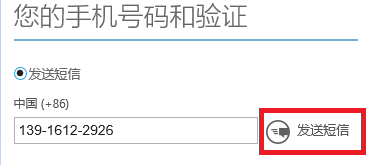 您的手机号码和验证
发送短信
中国 (+86)
139-1612-2926
发送短信